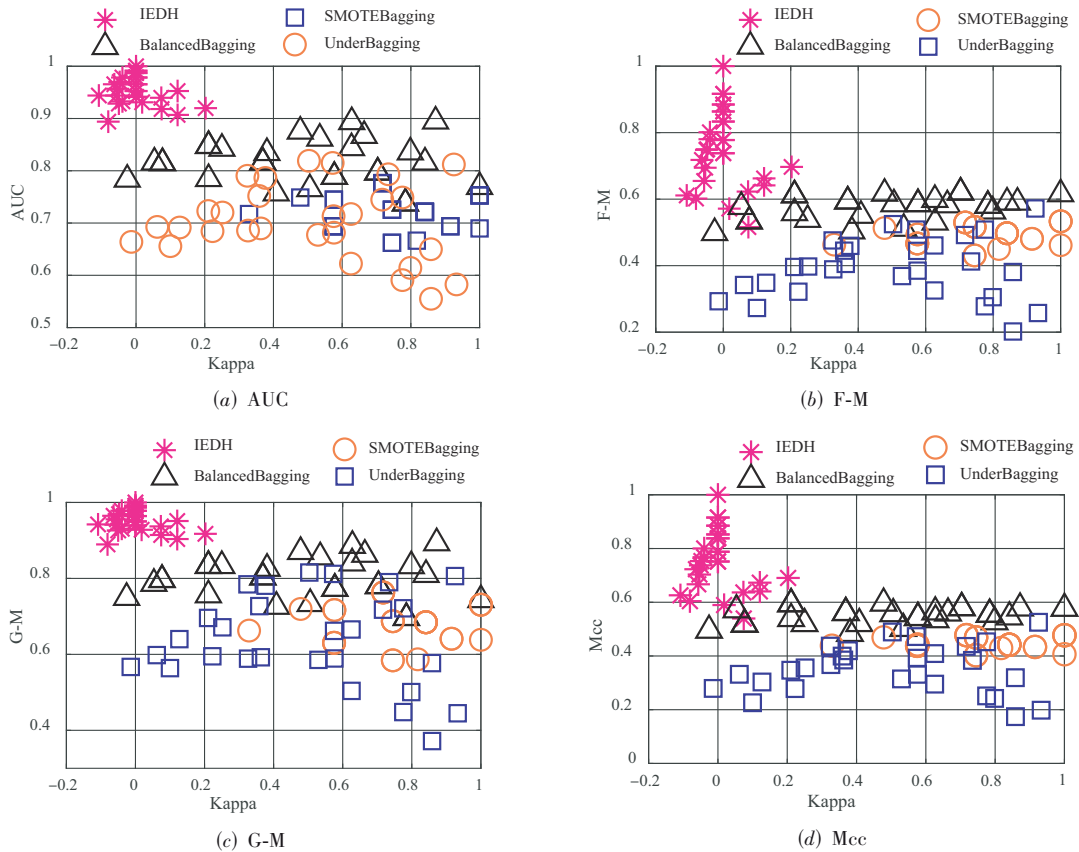 IEDH
SMOTEBagging
BalancedBagging
UnderBagging
1
0.9
0.8
0.7
0.6
0.5
AUC
−0.2 0 0.2 0.4 0.6 0.8 1
Kappa
(a) AUC
IEDH
SMOTEBagging
BalancedBagging
UnderBagging
1
0.8
0.6
0.4
0.2
F-M
−0.2 0 0.2 0.4 0.6 0.8 1
Kappa
(b) F-M
IEDH
SMOTEBagging
BalancedBagging
UnderBagging
1
0.8
0.6
0.4
G-M
−0.2 0 0.2 0.4 0.6 0.8 1
Kappa
(c) G-M
IEDH
SMOTEBagging
BalancedBagging
UnderBagging
1
0.8
0.6
0.4
0.2
0
Mcc
−0.2 0 0.2 0.4 0.6 0.8 1
Kappa
(d) Mcc